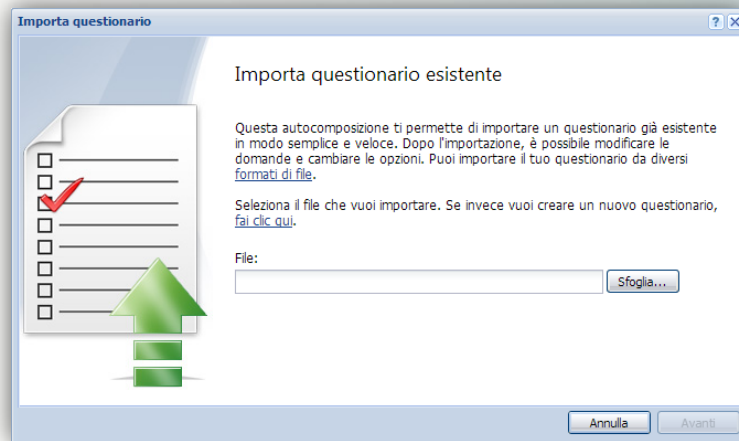 Importa questionario
Importa questionario esistente
Questa autocomposizione ti permette di importare un questionario già esistente
in modo semplice e veloce. Dopo l'importazione, è possibile modificare le
domande e cambiare le opzioni. Puoi importare il tuo questionario da diversi
formati di file.
Seleziona il file che vuoi importare. Se invece vuoi creare un nuovo questionario,
fai clic qui.
File:
Sfoglia...
Annulla
Avanti